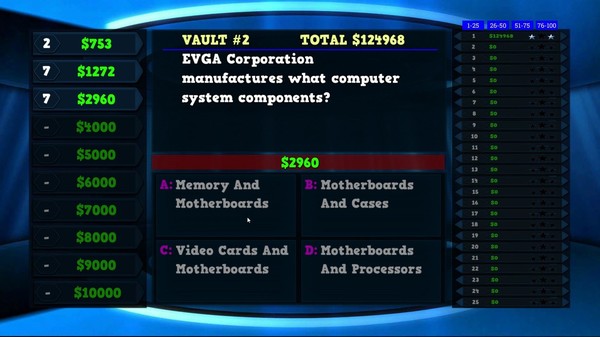 VAULT #2 TOTAL $124968
EVGA Corporation
manufactures what computer
system components?
$2960
A: Memory And
Motherboards
B: Motherboards
And Cases
C: Video Cards And
Motherboards
D: Motherboards
And Processors
2 $753
7 $1272
7 $2960
- $4000
- $5000
- $6000
- $7000
- $8000
- $9000
- $10000
1-25 26-50 51-75 76-100
1 $124968
2 $0
3 $0
4 $0
5 $0
6 $0
7 $0
8 $0
9 $0
10 $0
11 $0
12 $0
13 $0
14 $0
15 $0
16 $0
17 $0
18 $0
19 $0
20 $0
21 $0
22 $0
23 $0
24 $0
25 $0